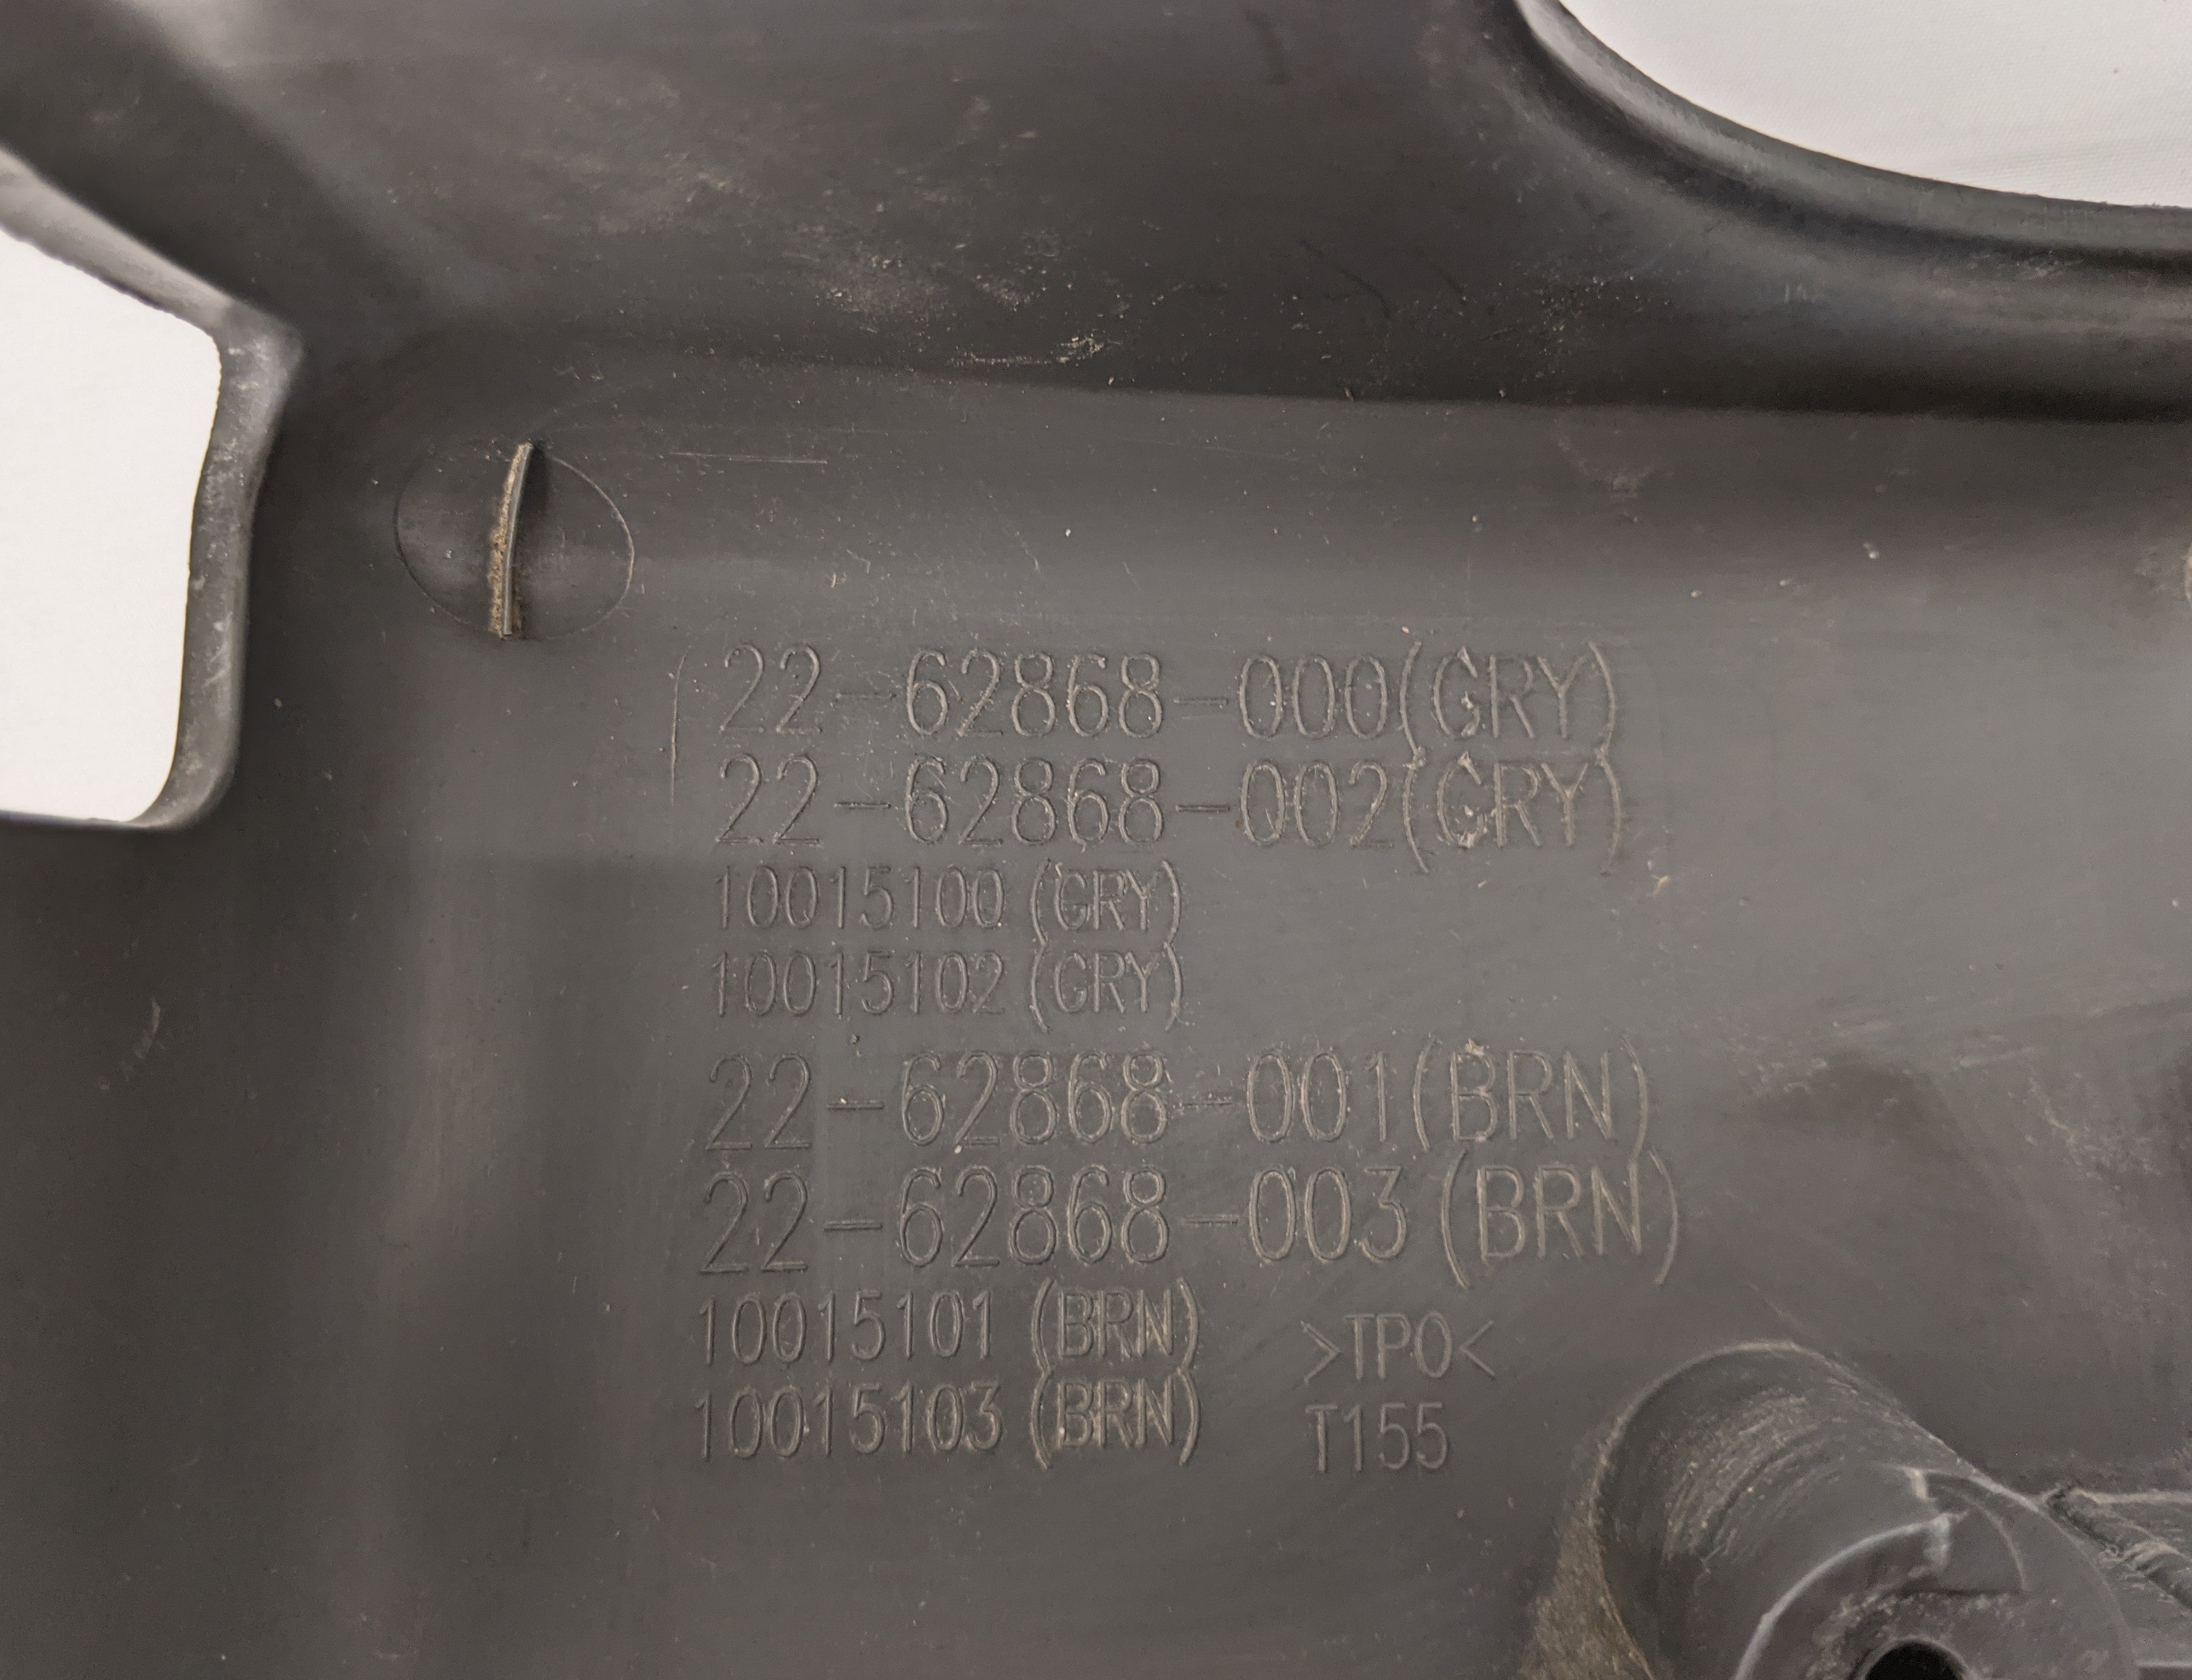 22-62868-000(GRY)
22-62868-002(GRY)
10015100 (GRY)
10015102 (GRY)
22-62868-001(BRN)
22-62868-003 (BRN)
10015101 (BRN)
10015103 (BRN)
>TPO<
T155